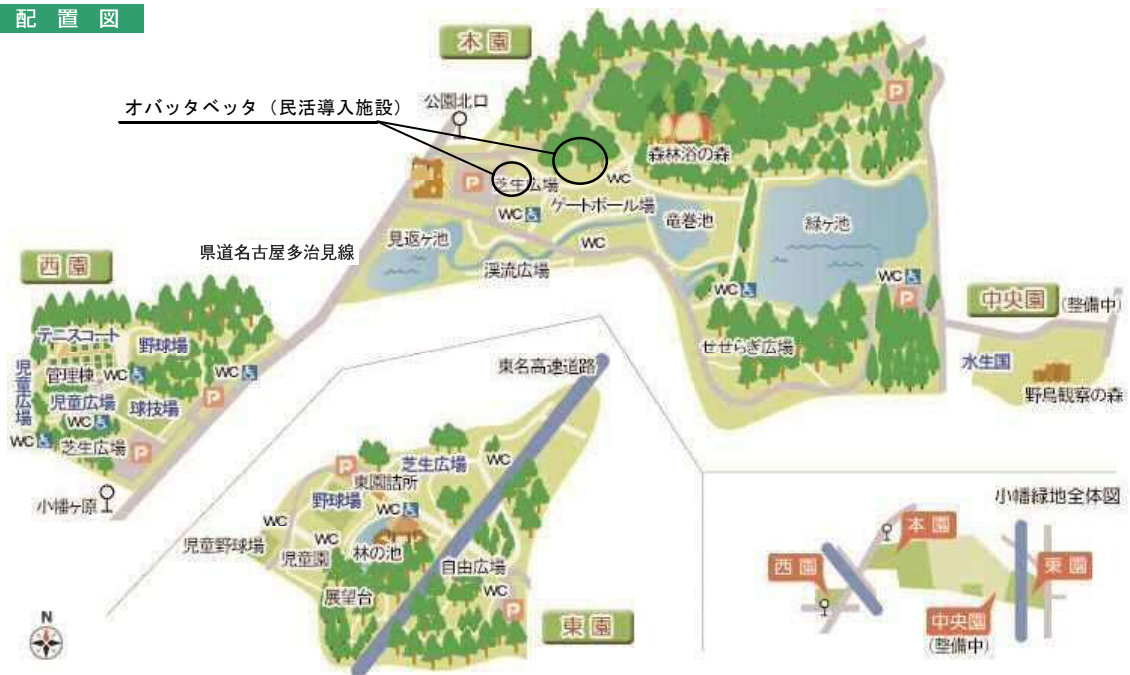 配置図
本園
オバッタベッタ（民活導入施設）
公園北口
P
森林浴の森
P
芝生広場
WC
ゲートボール場
WC
竜巻池
緑ヶ池
見返ヶ池
WC
渓流広場
県道名古屋多治見線
WC
WC
P
せせらぎ広場
中央園
(整備中)
水生国
野鳥観察の森
西園
テニスコート
野球場
児童広場
管理棟
WC
WC
児童広場
球技場
P
WC
WC
芝生広場
P
小幡ヶ原
東名高速道路
芝生広場
WC
P
東園詰所
野球場
WC
WC
児童野球場
WC
児童園
林の池
自由広場
展望台
WC
P
東園
N
小幡緑地全体図
本園
西園
東園
中央園
(整備中)